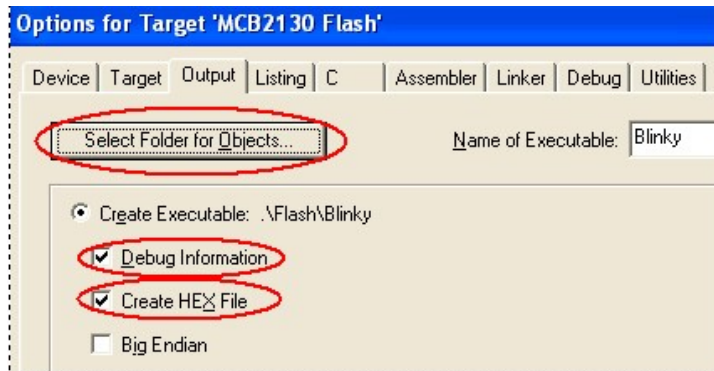 Options for Target 'MCB2130 Flash'
Device Target Output Listing C Assembler Linker Debug Utilities
Select Folder for Objects... Name of Executable: Blinky
Create Executable: .\Flash\Blinky
Debug Information
Create HEX File
Big Endian